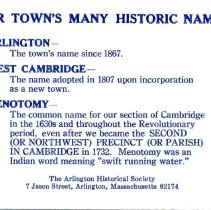 R TOWN'S MANY HISTORIC NAM
RLINGTON—
The town's name since 1867.
EST CAMBRIDGE—
The name adopted in 1807 upon incorporation
as a new town.
ENOTOMY—
The common name for our section of Cambridge
in the 1630s and throughout the Revolutionary
period, even after we became the SECOND
(OR NORTHWEST) PRECINCT (OR PARISH)
IN CAMBRIDGE in 1732. Menotomy was an
Indian word meaning "swift running water."
The Arlington Historical Society
7 Jason Street, Arlington, Massachusetts 02174